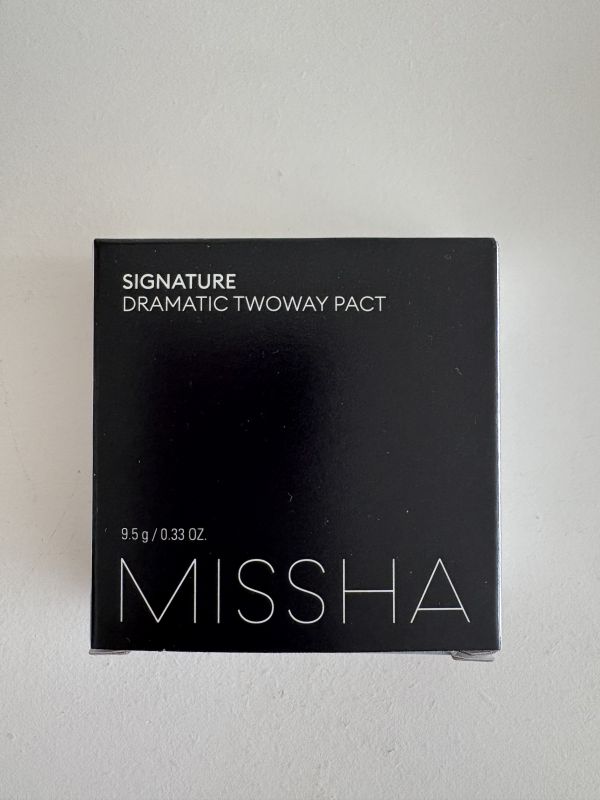 SIGNATURE
DRAMATIC TWOWAY PACT
9.5 g / 0.33 OZ.
MISSHA